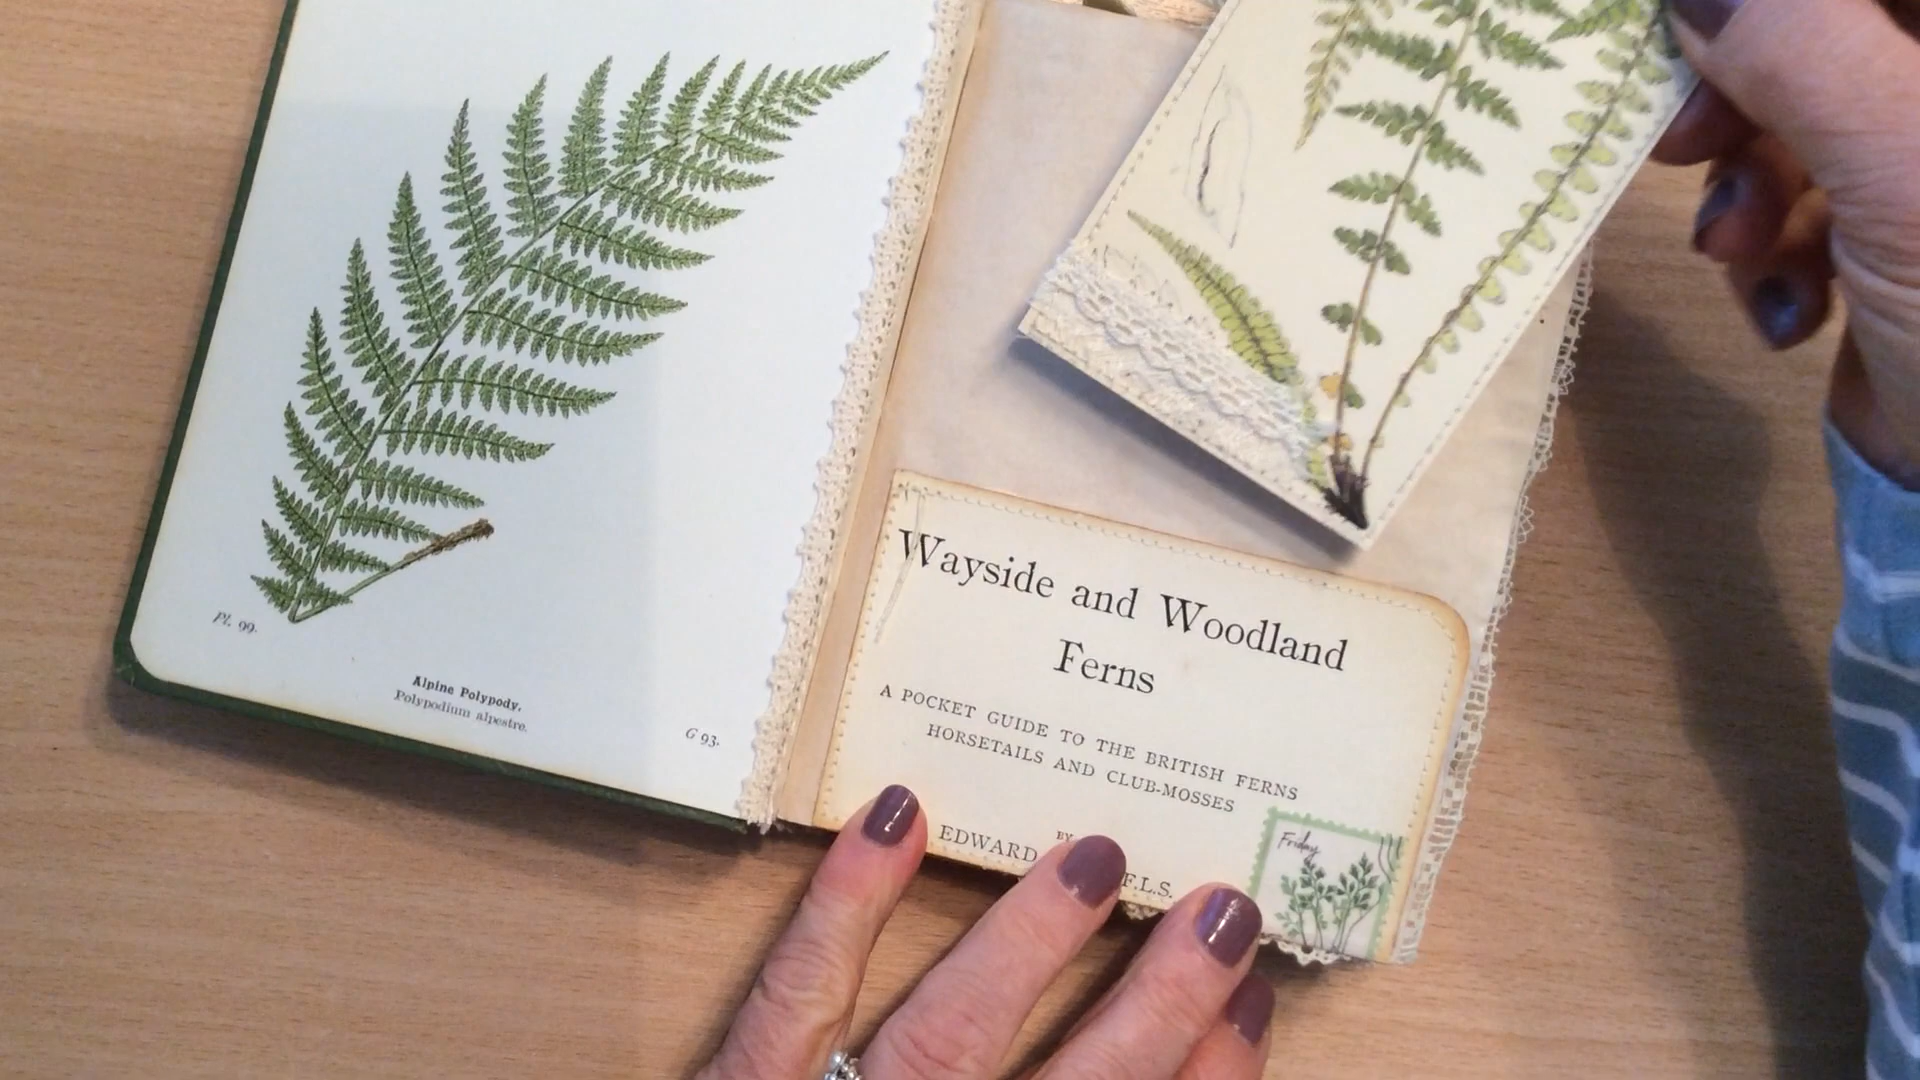 Pl. 99.
Alpine Polypody.
Polypodium alpestre.
G 93.
Wayside and Woodland
Ferns
A POCKET GUIDE TO THE BRITISH FERNS
HORSETAILS AND CLUB-MOSSES
BY
EDWARD F.L.S.
Friday